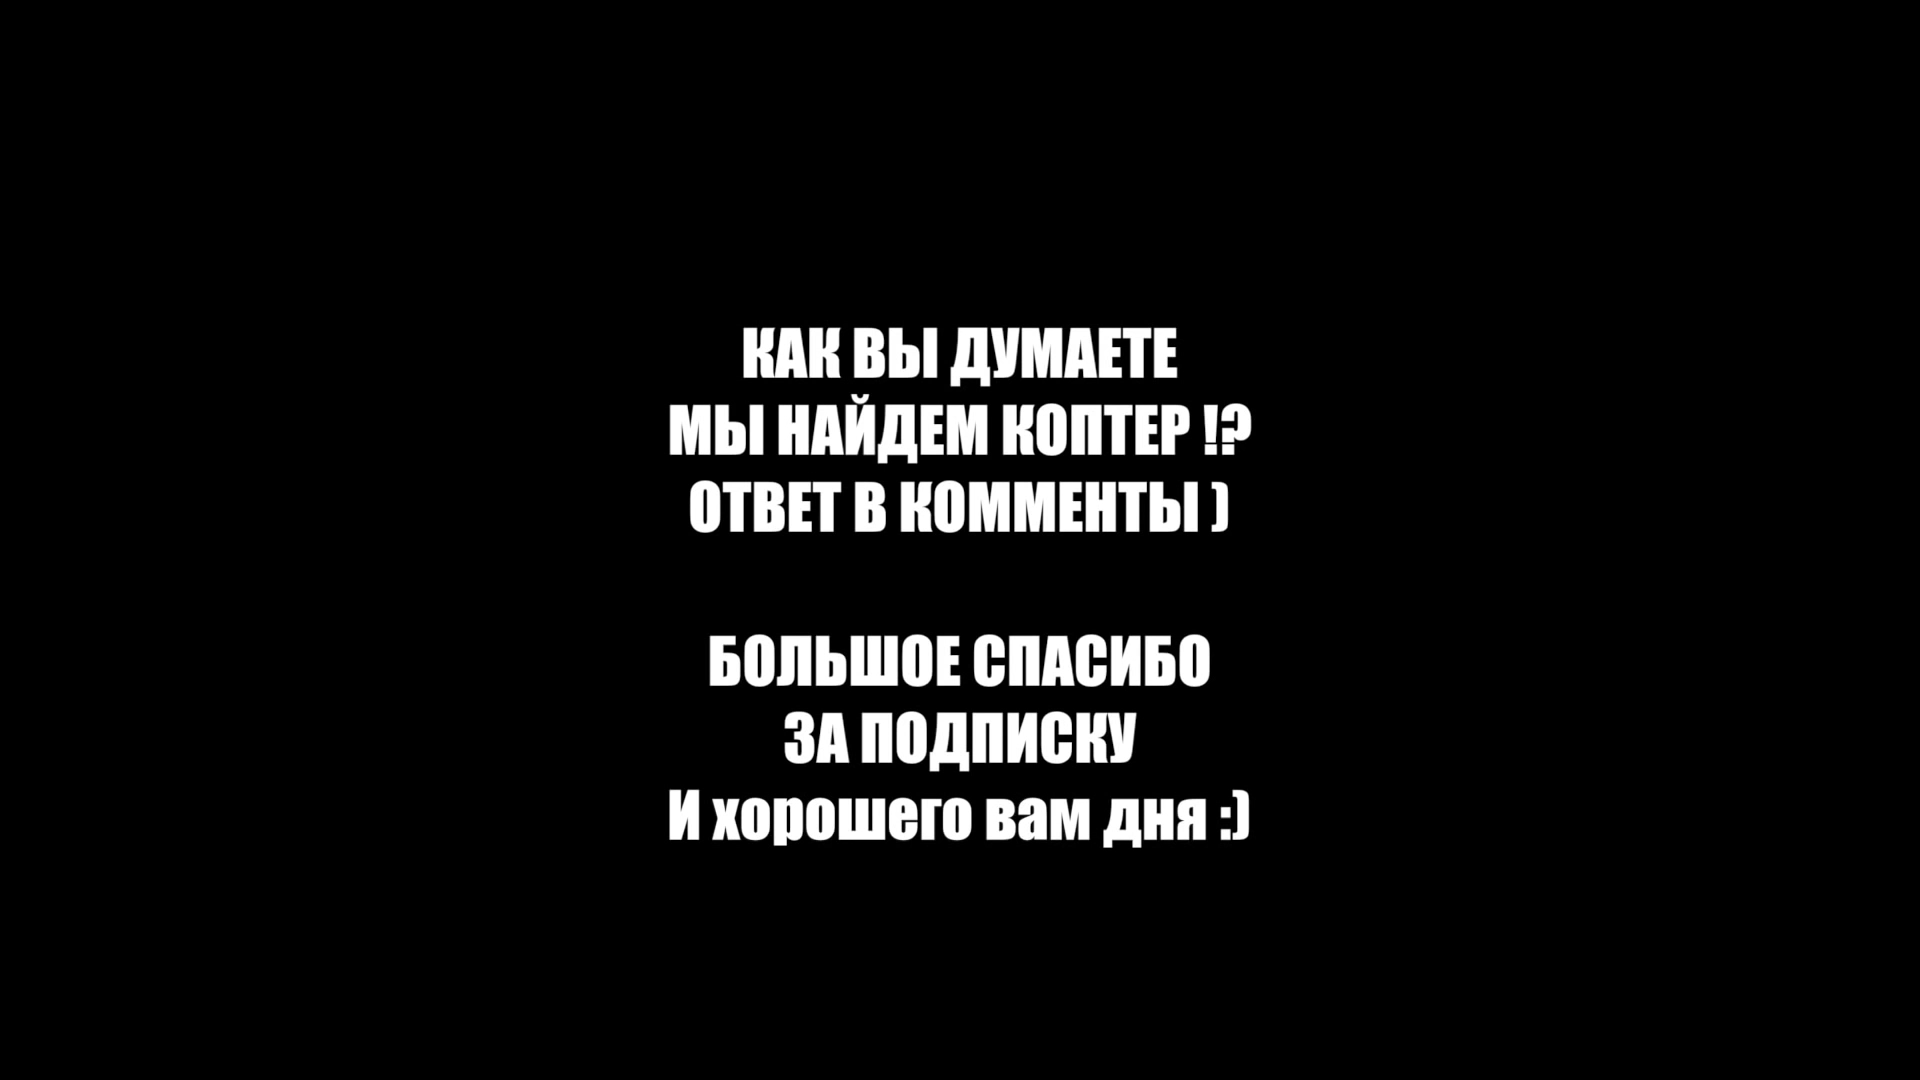 КАК ВЫ ДУМАЕТЕ
МЫ НАЙДЕМ КОПТЕР !?
ОТВЕТ В КОММЕНТЫ )
БОЛЬШОЕ СПАСИБО
ЗА ПОДПИСКУ
И хорошего вам дня :)